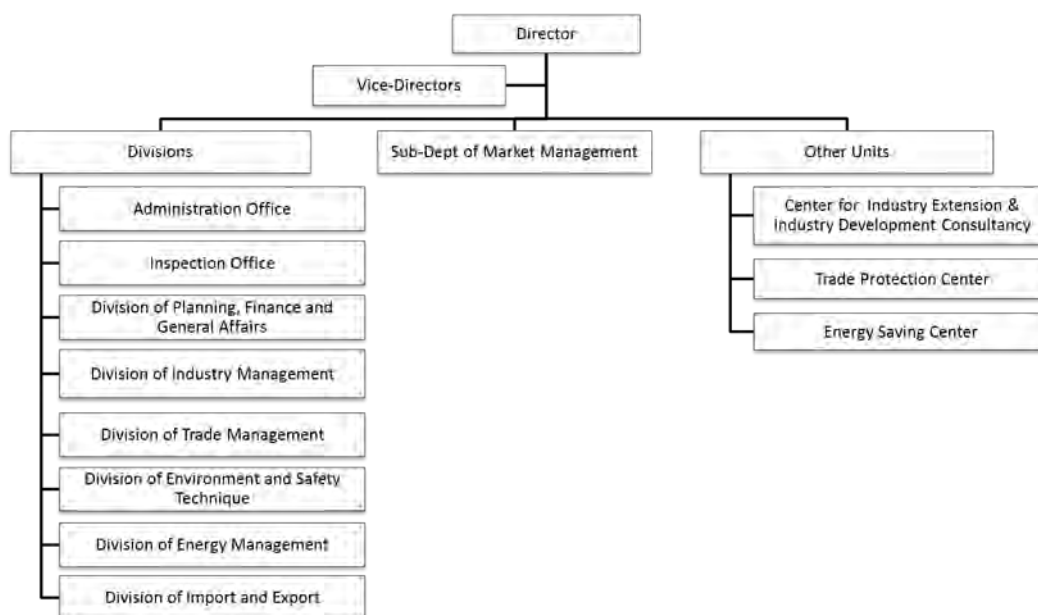 Director
Vice-Directors
Divisions
Sub-Dept of Market Management
Other Units
Administration Office
Inspection Office
Division of Planning, Finance and
General Affairs
Division of Industry Management
Division of Trade Management
Division of Environment and Safety
Technique
Division of Energy Management
Division of Import and Export
Center for Industry Extension &
Industry Development Consultancy
Trade Protection Center
Energy Saving Center